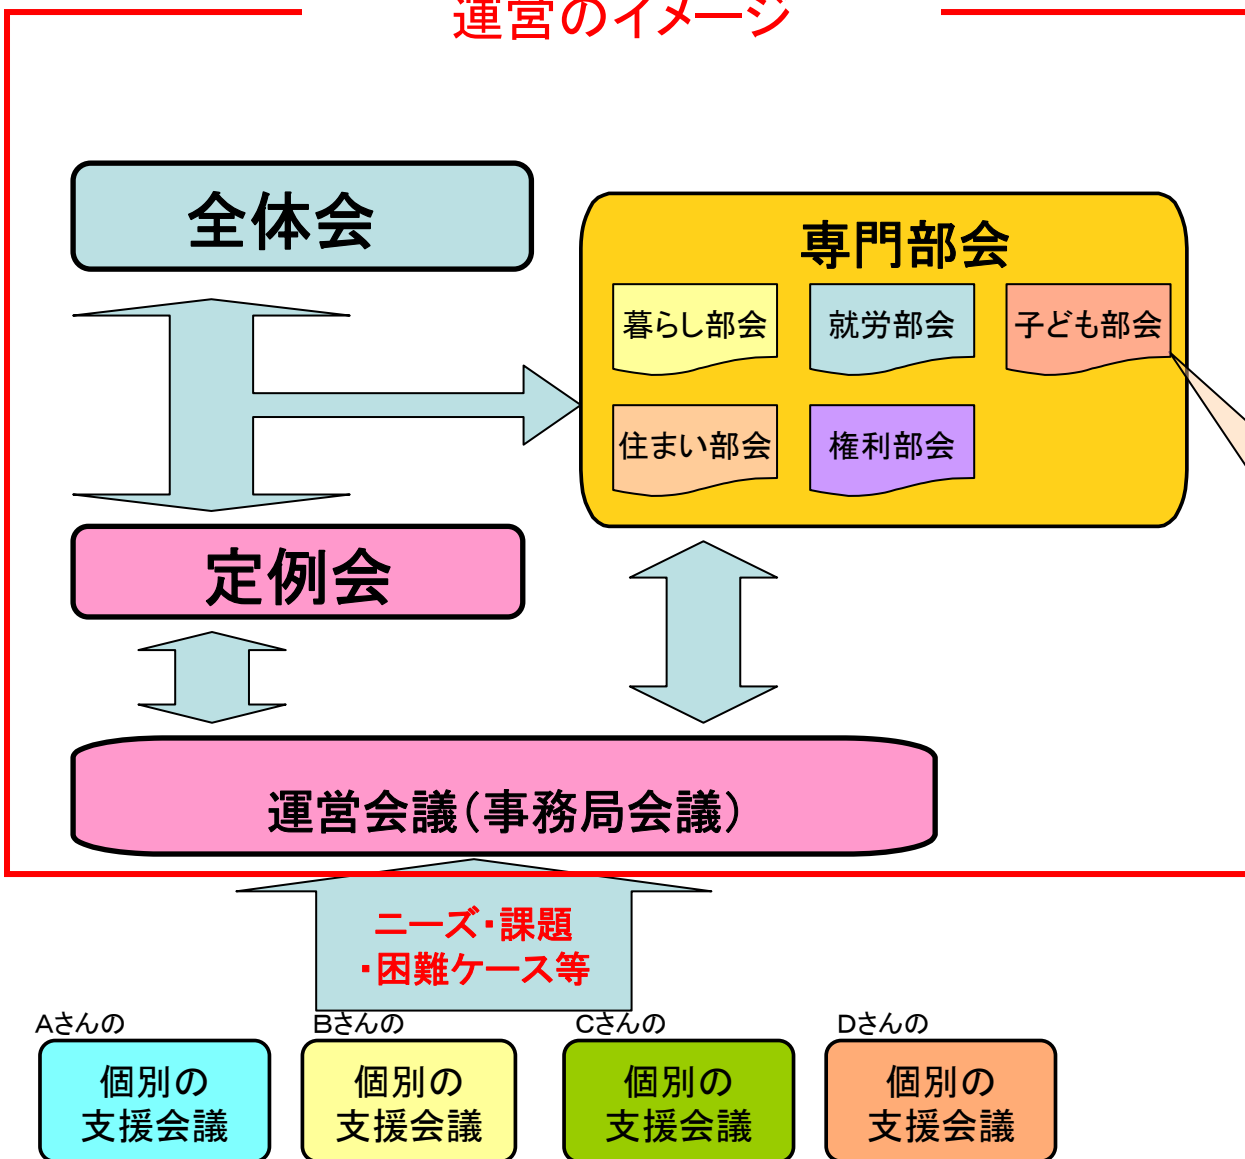 運営のイメージ
全体会
専門部会
暮らし部会
就労部会
子ども部会
住まい部会
権利部会
定例会
運営会議（事務局会議）
ニーズ・課題
・困難ケース等
Aさんの
個別の
支援会議
Bさんの
個別の
支援会議
Cさんの
個別の
支援会議
Dさんの
個別の
支援会議